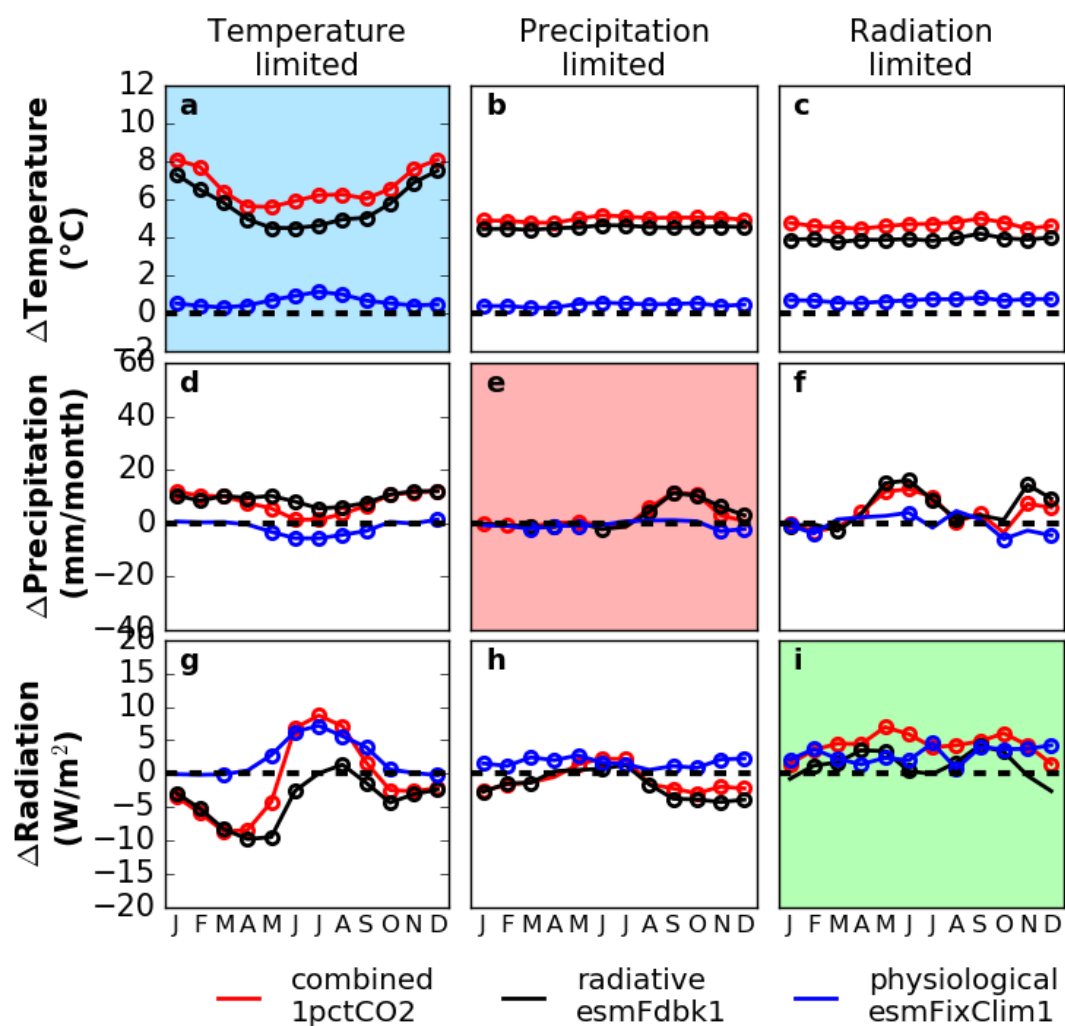 Temperature limited
Precipitation limited
Radiation limited
ΔTemperature (°C)
12
10
8
6
4
2
0
−2
a
b
c
ΔPrecipitation (mm/month)
60
40
20
0
−20
−40
d
e
f
ΔRadiation (W/m²)
20
15
10
5
0
−5
−10
−15
−20
g
h
i
J F M A M J J A S O N D
J F M A M J J A S O N D
J F M A M J J A S O N D
combined 1pctCO2
radiative esmFdbk1
physiological esmFixClim1